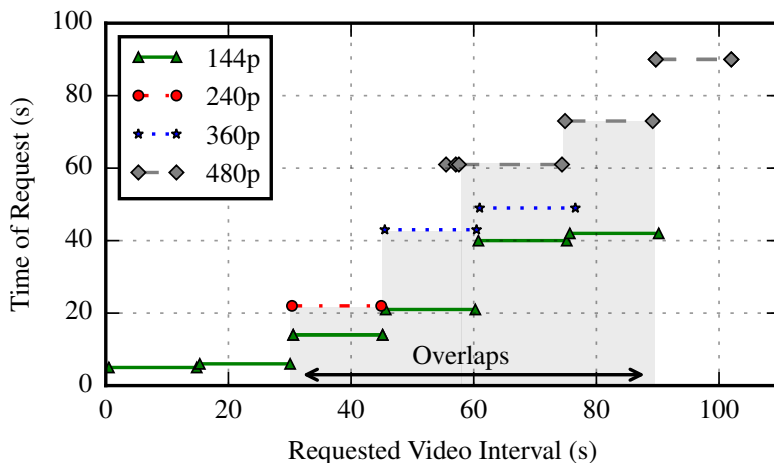 100
80
60
40
20
0
Time of Request (s)
144p
240p
360p
480p
Overlaps
0 20 40 60 80 100
Requested Video Interval (s)